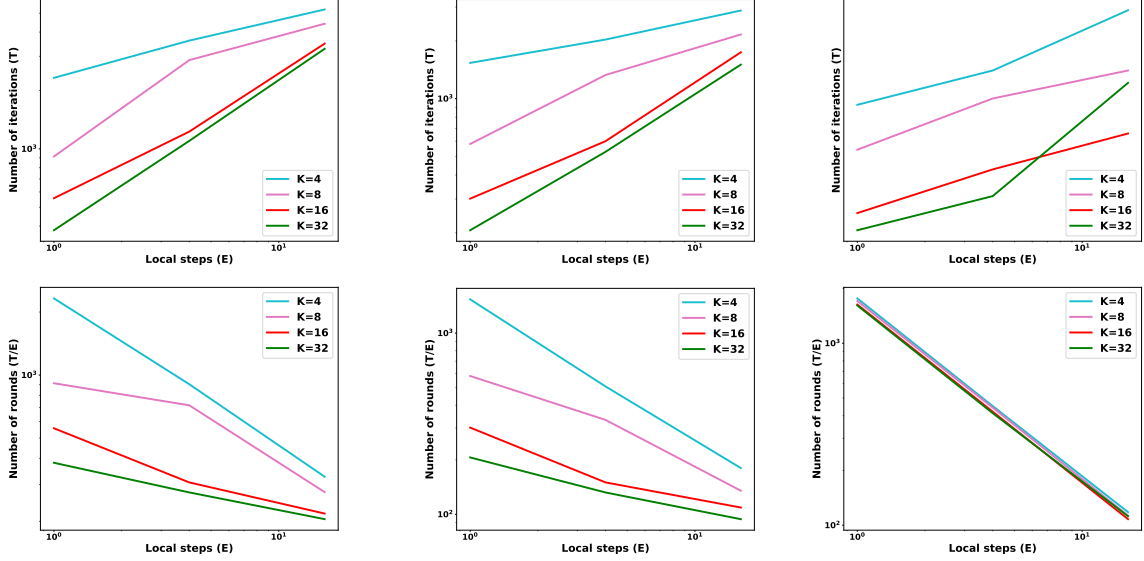 Number of iterations (T)
10³
K=4
K=8
K=16
K=32
10⁰
10¹
Local steps (E)
Number of iterations (T)
10³
K=4
K=8
K=16
K=32
10⁰
10¹
Local steps (E)
Number of iterations (T)
K=4
K=8
K=16
K=32
10⁰
10¹
Local steps (E)
Number of rounds (T/E)
10³
K=4
K=8
K=16
K=32
10⁰
10¹
Local steps (E)
Number of rounds (T/E)
10³
10²
K=4
K=8
K=16
K=32
10⁰
10¹
Local steps (E)
Number of rounds (T/E)
10³
10²
K=4
K=8
K=16
K=32
10⁰
10¹
Local steps (E)